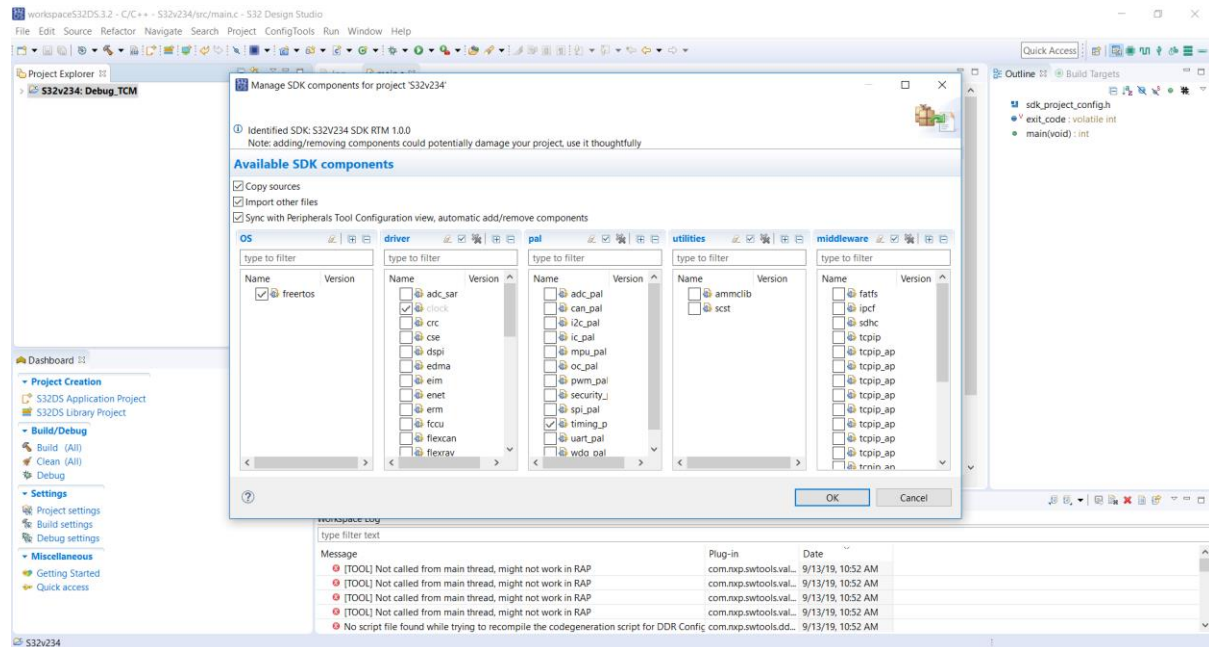 workspaceS32DS.3.2 - C/C++ - S32v234/src/main.c - S32 Design Studio
File Edit Source Refactor Navigate Search Project ConfigTools Run Window Help
Quick Access
Project Explorer
S32v234: Debug_TCM
Manage SDK components for project 'S32v234'
Identified SDK: S32V234 SDK RTM 1.0.0
Note: adding/removing components could potentially damage your project, use it thoughtfully
Available SDK components
Copy sources
Import other files
Sync with Peripherals Tool Configuration view, automatic add/remove components
OS
type to filter
Name Version
freertos
driver
type to filter
Name Version
adc_sar
clock
crc
cse
dspi
edma
eim
enet
erm
fccu
flexcan
flexray
pal
type to filter
Name Version
adc_pal
can_pal
i2c_pal
ic_pal
mpu_pal
oc_pal
pwm_pal
security_
spi_pal
timing_p
uart_pal
wdg_pal
utilities
type to filter
Name Version
ammclib
scst
middleware
type to filter
Name Version
fatfs
ipcf
sdhc
tcpip
tcpip_ap
tcpip_ap
tcpip_ap
tcpip_ap
tcpip_ap
tcpip_ap
tcpip_ap
tcpip_ap
tcpip_ap
OK Cancel
Outline Build Targets
sdk_project_config.h
exit_code : volatile int
main(void) : int
Dashboard
Project Creation
S32DS Application Project
S32DS Library Project
Build/Debug
Build (All)
Clean (All)
Debug
Settings
Project settings
Build settings
Debug settings
Miscellaneous
Getting Started
Quick access
Workspace Log
type filter text
Message Plug-in Date
[TOOL] Not called from main thread, might not work in RAP com.nxp.swtools.val... 9/13/19, 10:52 AM
[TOOL] Not called from main thread, might not work in RAP com.nxp.swtools.val... 9/13/19, 10:52 AM
[TOOL] Not called from main thread, might not work in RAP com.nxp.swtools.val... 9/13/19, 10:52 AM
[TOOL] Not called from main thread, might not work in RAP com.nxp.swtools.val... 9/13/19, 10:52 AM
No script file found while trying to recompile the codegeneration script for DDR Config com.nxp.swtools.dd... 9/13/19, 10:52 AM
S32v234